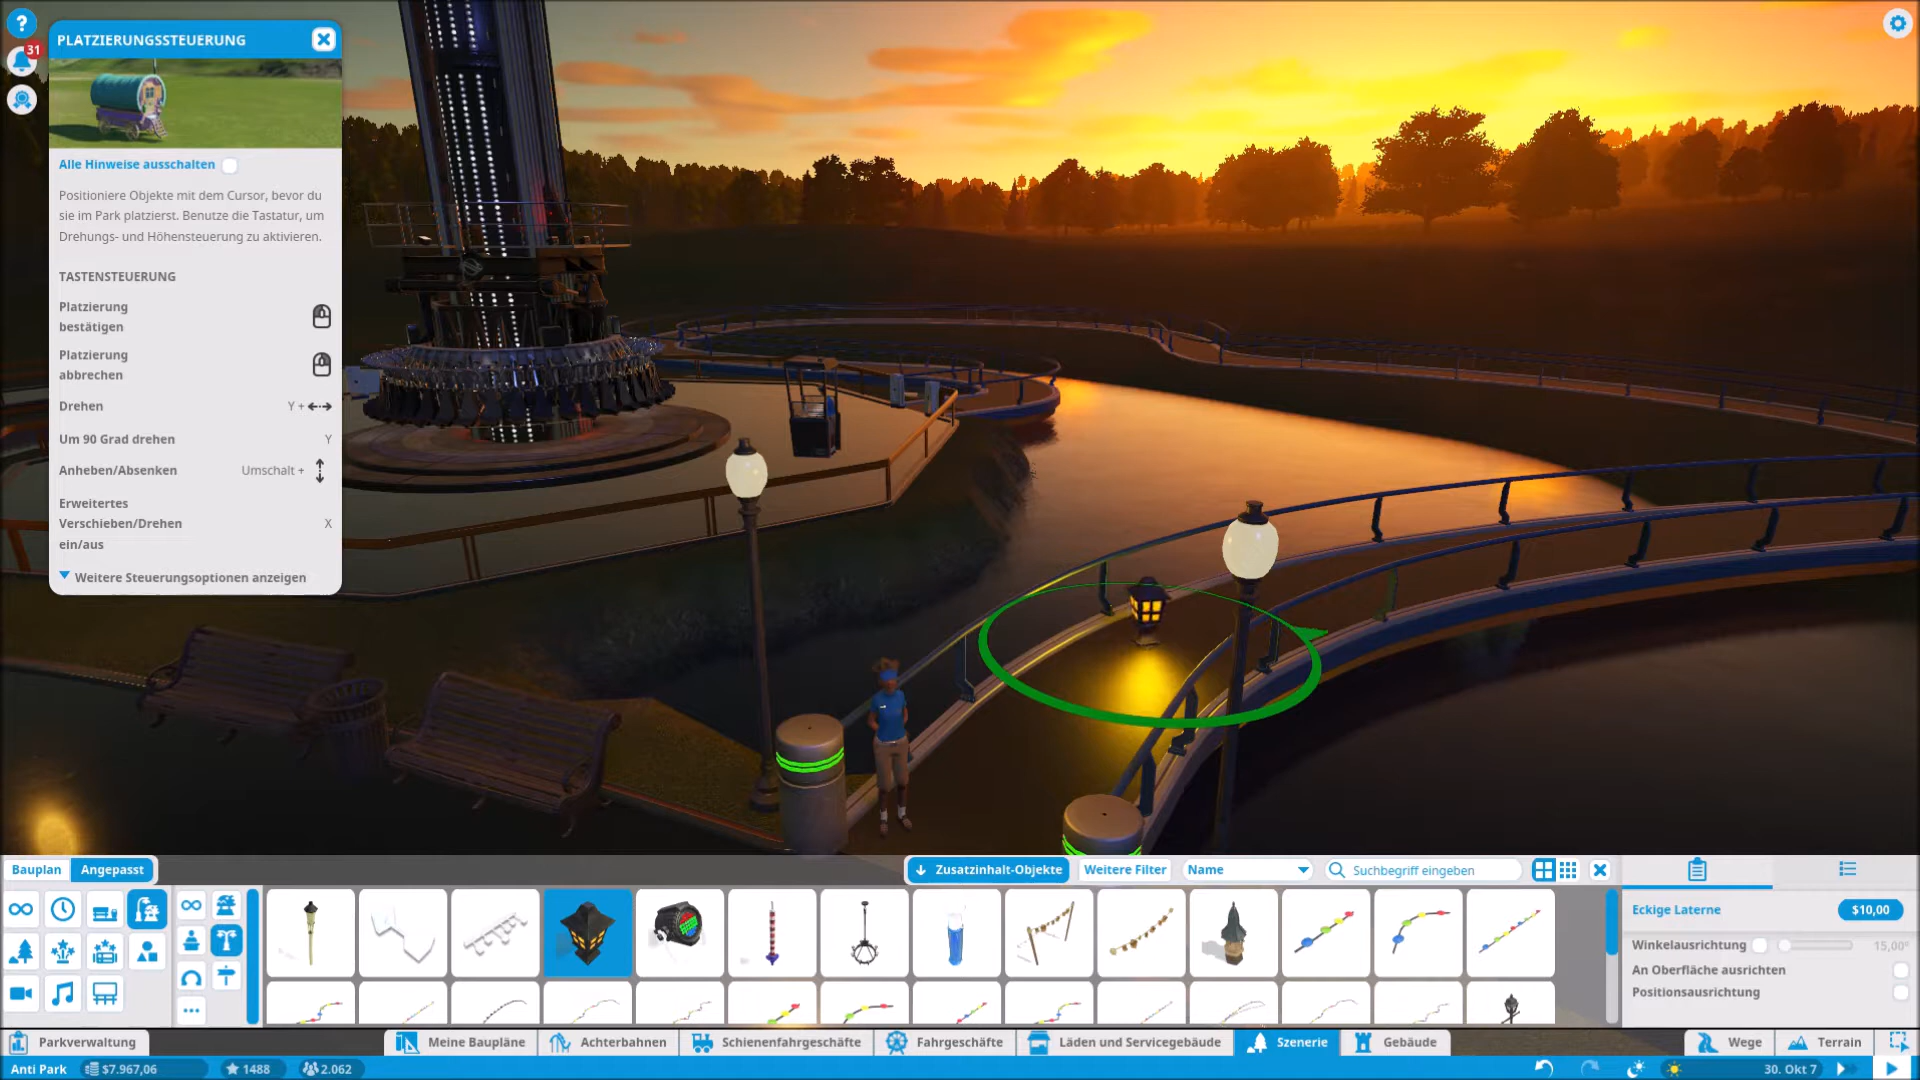 ?
31
PLATZIERUNGSSTEUERUNG
Alle Hinweise ausschalten
Positioniere Objekte mit dem Cursor, bevor du
sie im Park platzierst. Benutze die Tastatur, um
Drehungs- und Höhensteuerung zu aktivieren.
TASTENSTEUERUNG
Platzierung
bestätigen
Platzierung
abbrechen
Drehen Y +
Um 90 Grad drehen Y
Anheben/Absenken Umschalt +
Erweitertes
Verschieben/Drehen X
ein/aus
Weitere Steuerungsoptionen anzeigen
Bauplan Angepasst
Zusatzinhalt-Objekte Weitere Filter Name Suchbegriff eingeben
Eckige Laterne $10,00
Winkelausrichtung 15,00°
An Oberfläche ausrichten
Positionsausrichtung
Parkverwaltung Meine Baupläne Achterbahnen Schienenfahrgeschäfte Fahrgeschäfte Läden und Servicegebäude Szenerie Gebäude Wege Terrain
Anti Park $7.967,06 1488 2.062 30. Okt 7